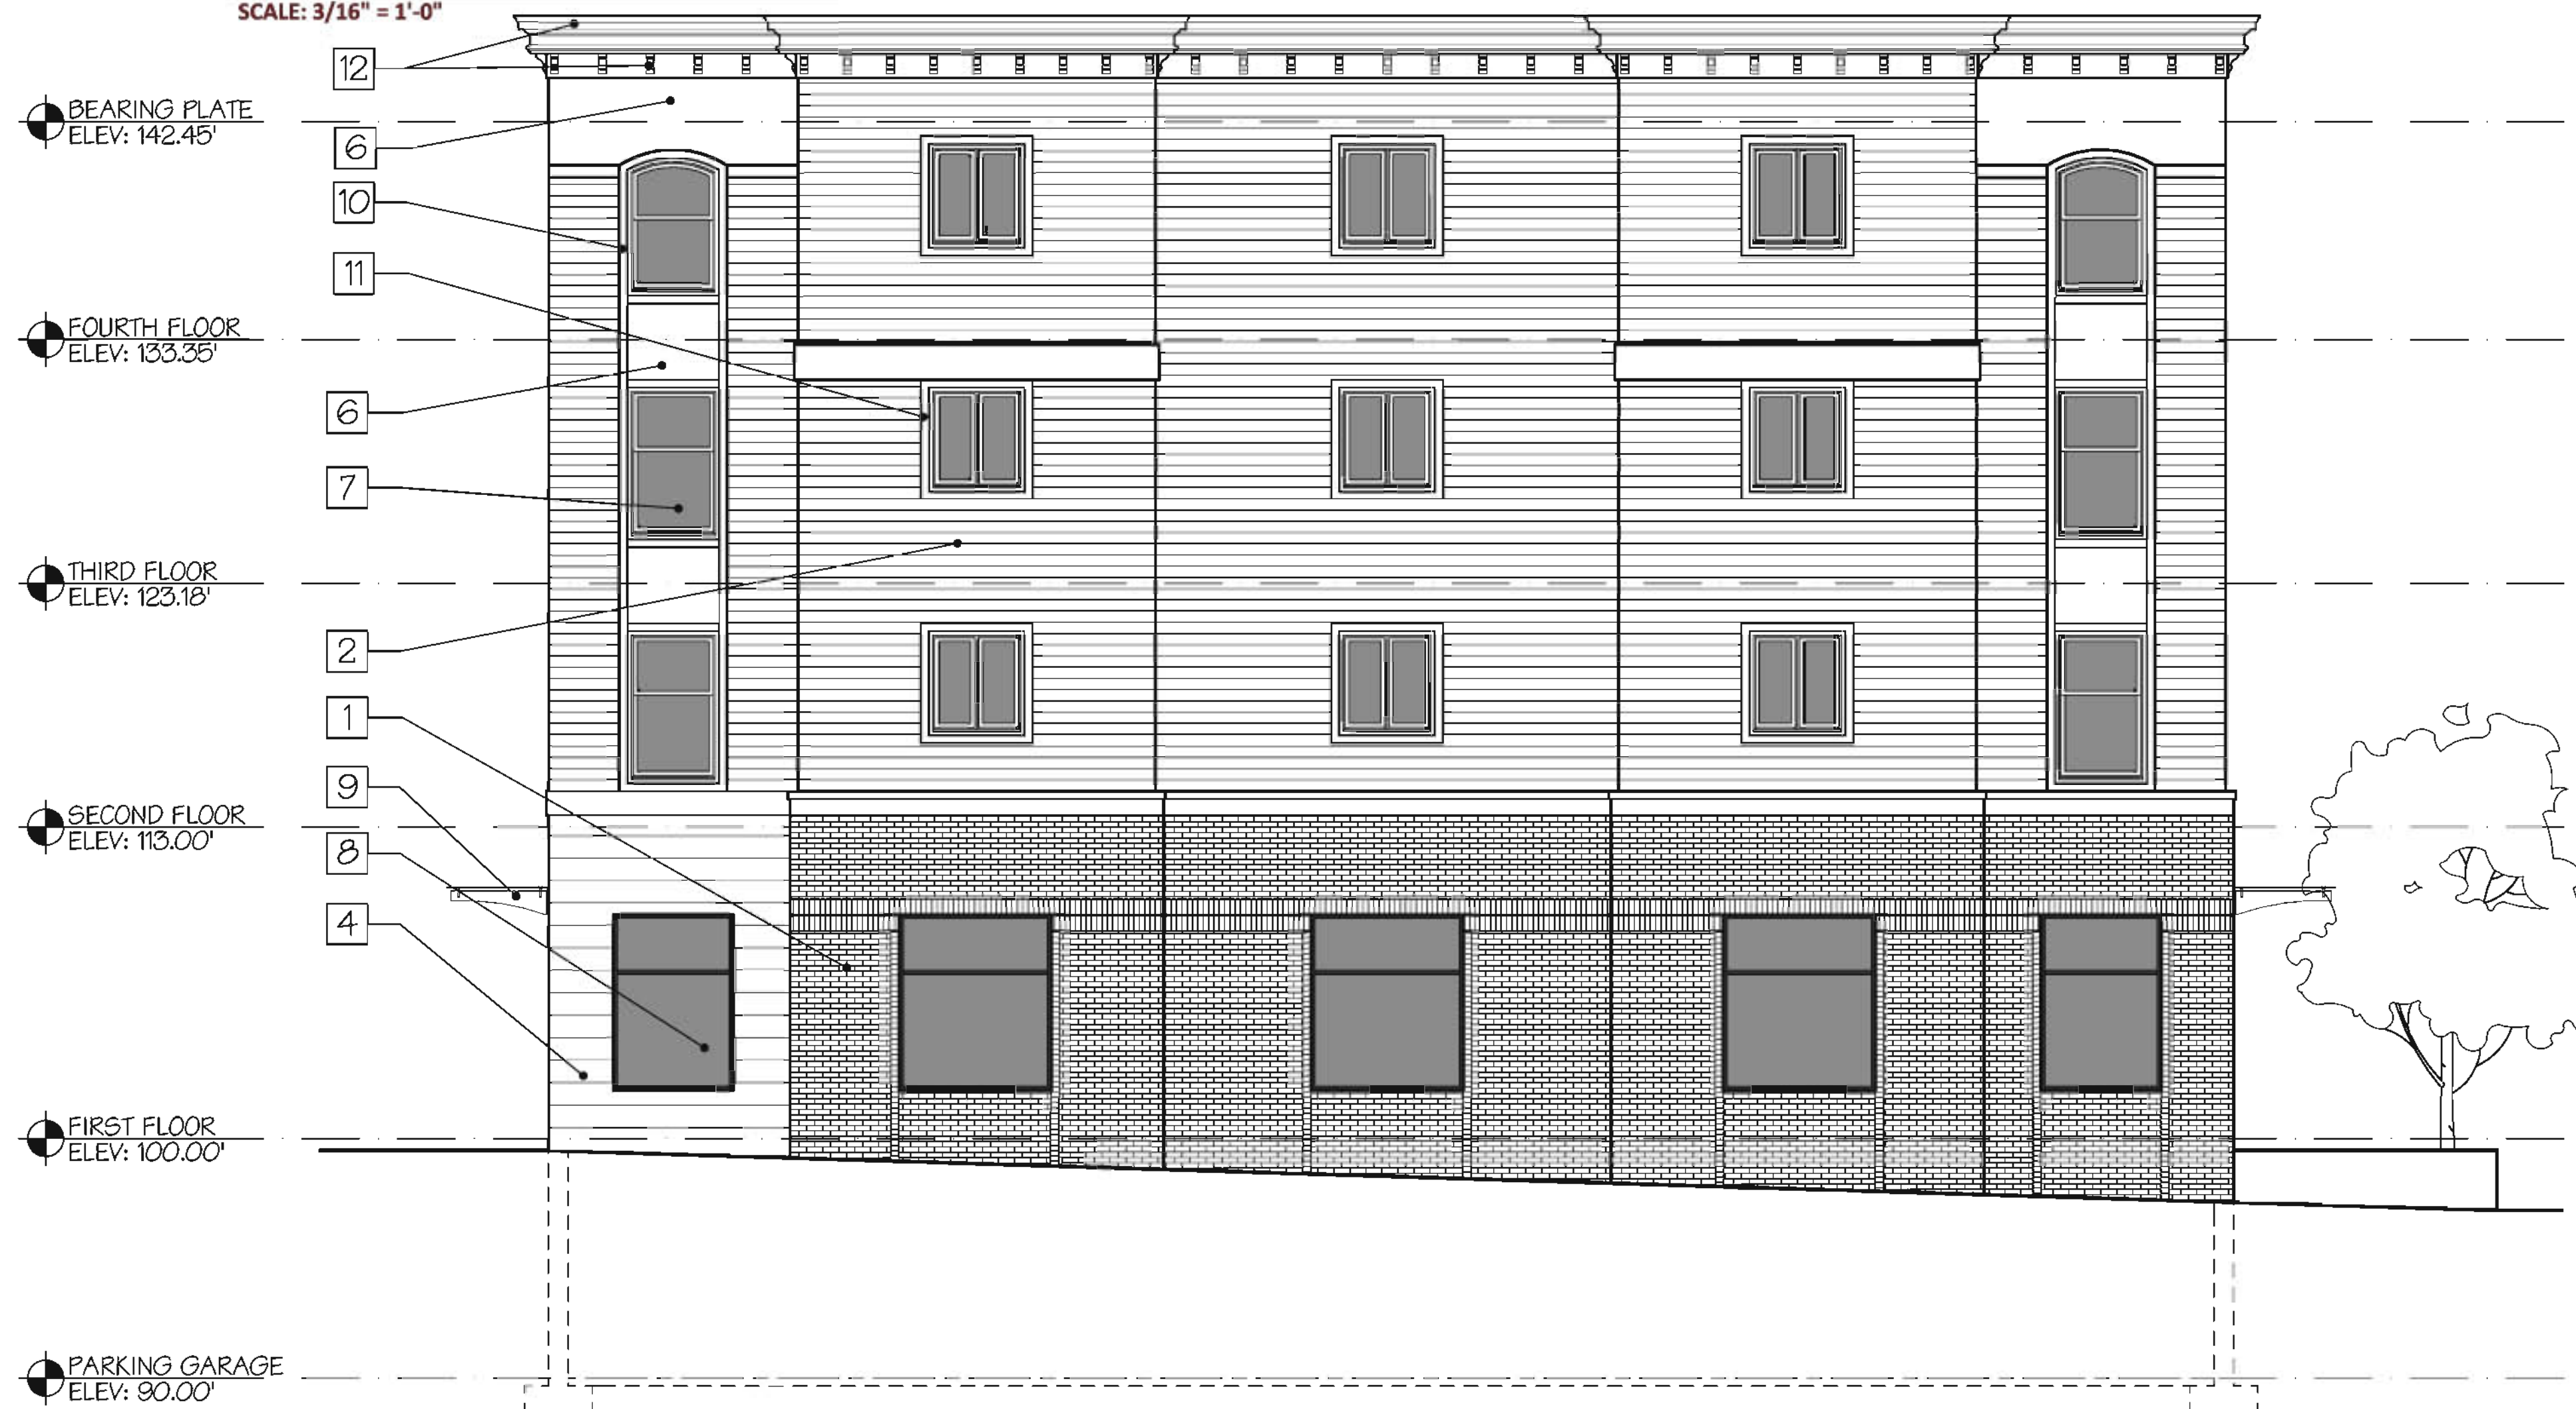 SCALE: 3/16" = 1'-0"
12
BEARING PLATE
ELEV: 142.45'
6
10
11
FOURTH FLOOR
ELEV: 133.35'
6
7
THIRD FLOOR
ELEV: 123.18'
2
1
9
SECOND FLOOR
ELEV: 113.00'
8
4
FIRST FLOOR
ELEV: 100.00'
PARKING GARAGE
ELEV: 90.00'